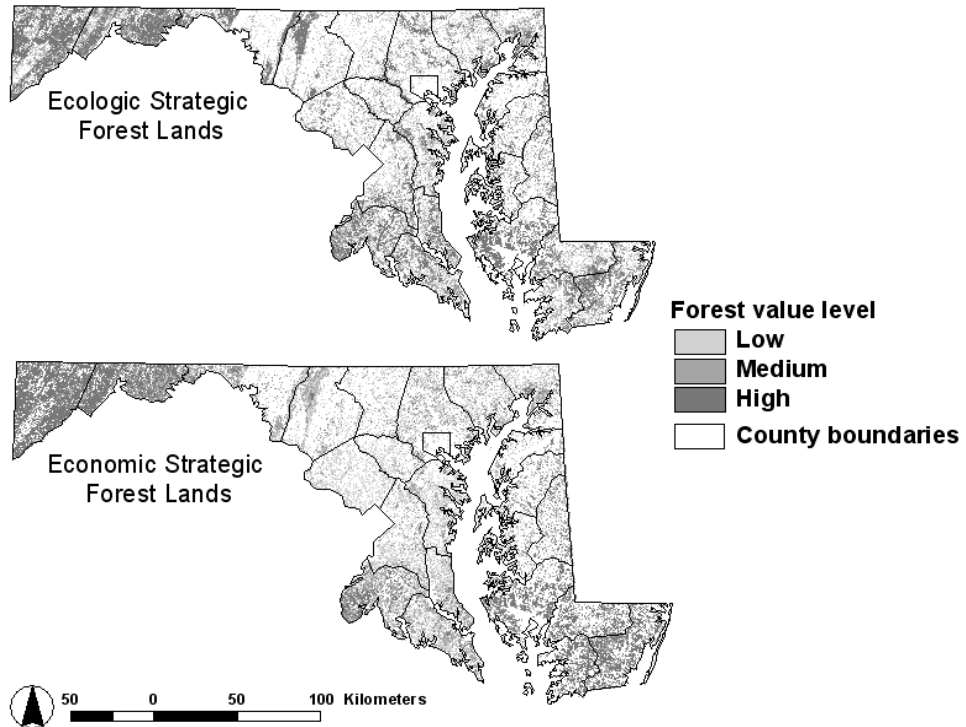 Ecologic Strategic
Forest Lands
Forest value level
Low
Medium
High
County boundaries
Economic Strategic
Forest Lands
50 0 50 100 Kilometers